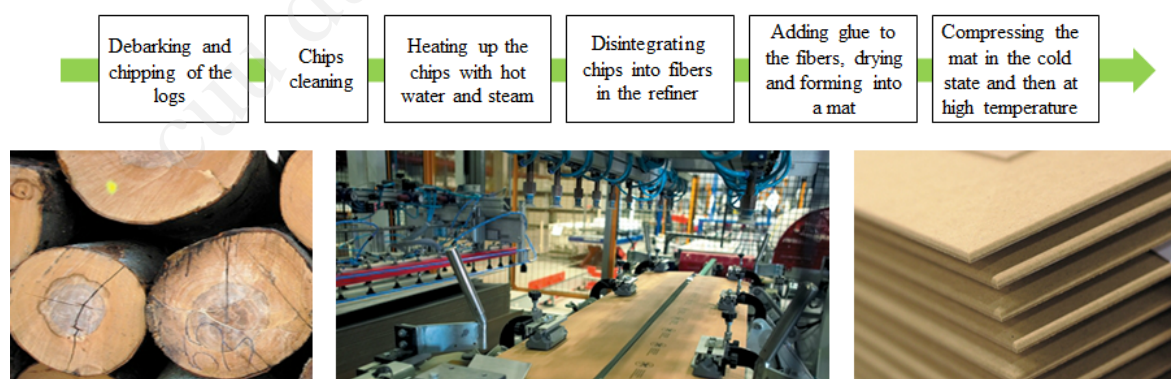 Debarking and
chipping of the
logs
Chips
cleaning
Heating up the
chips with hot
water and steam
Disintegrating
chips into fibers
in the refiner
Adding glue to
the fibers, drying
and forming into
a mat
Compressing the
mat in the cold
state and then at
high temperature